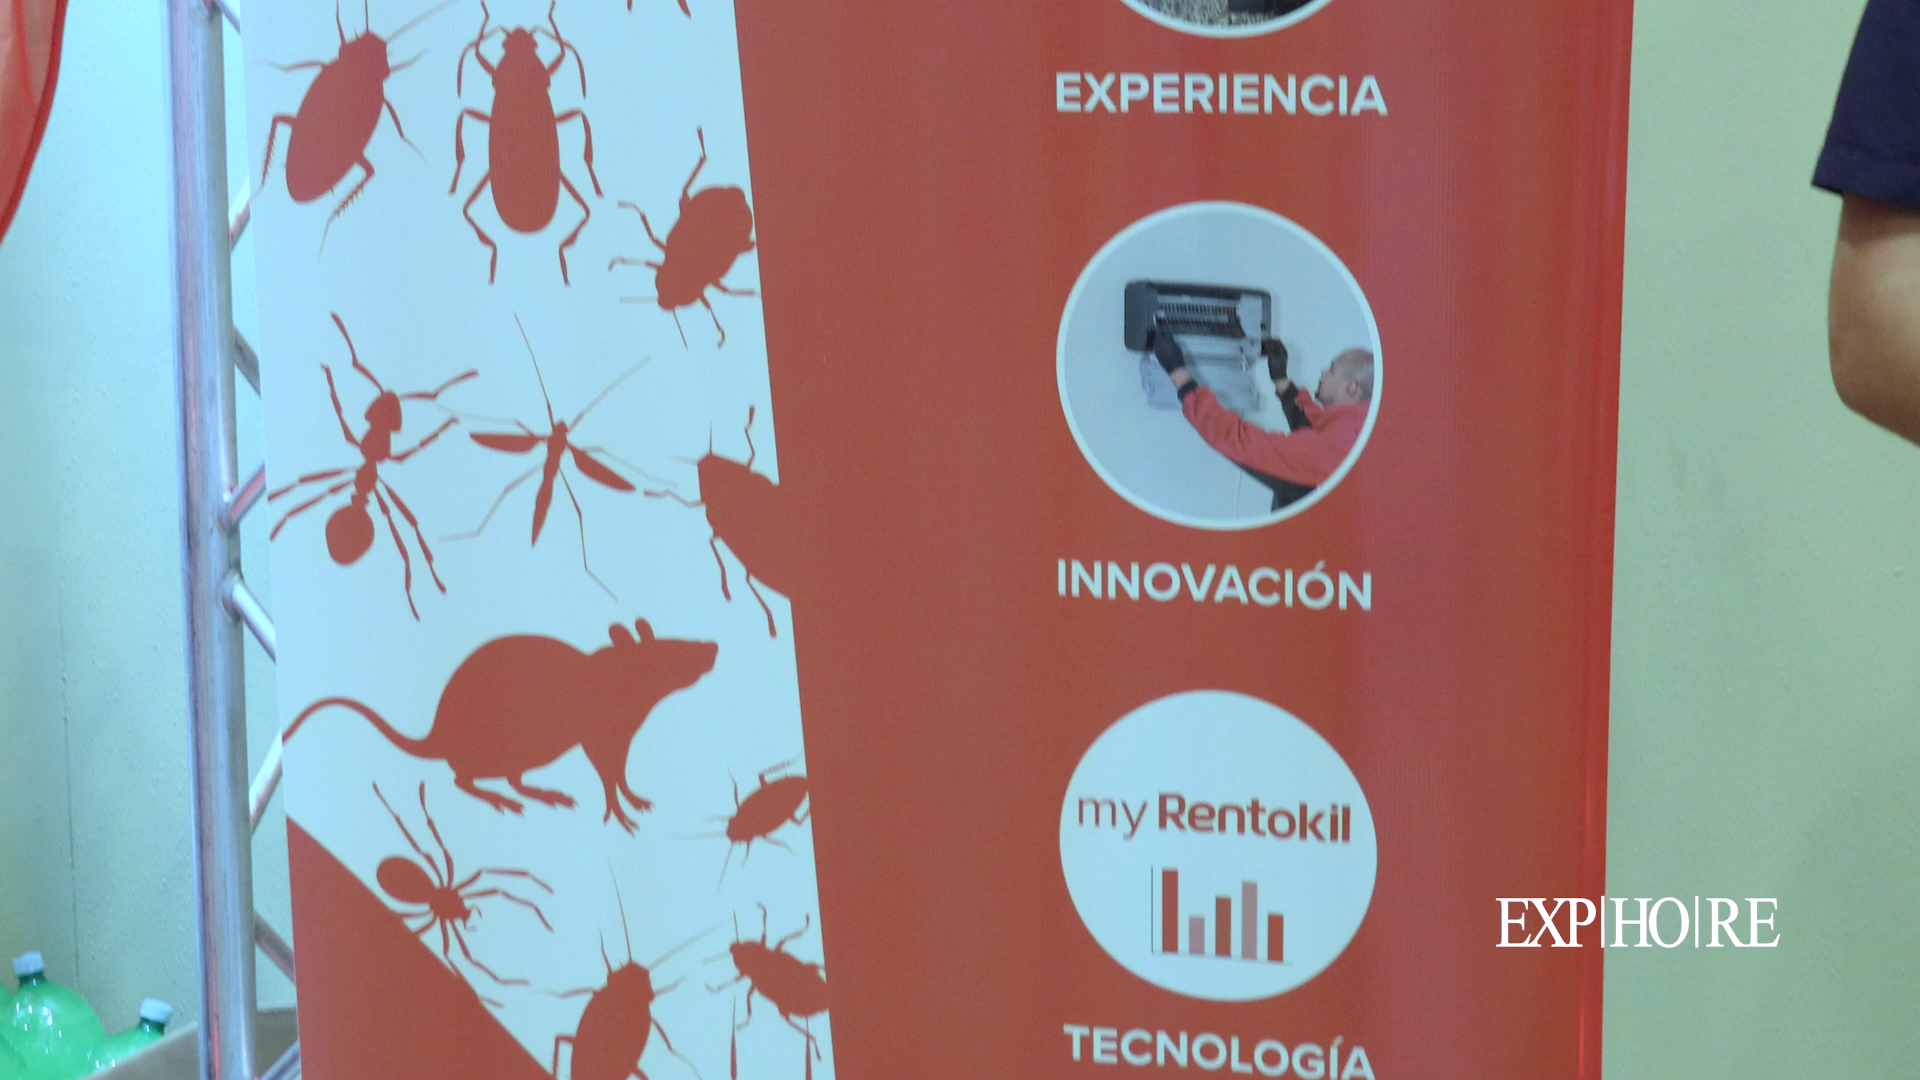 EXPERIENCIA
INNOVACIÓN
my Rentokil
EXP|HO|RE
TECNOLOGÍA